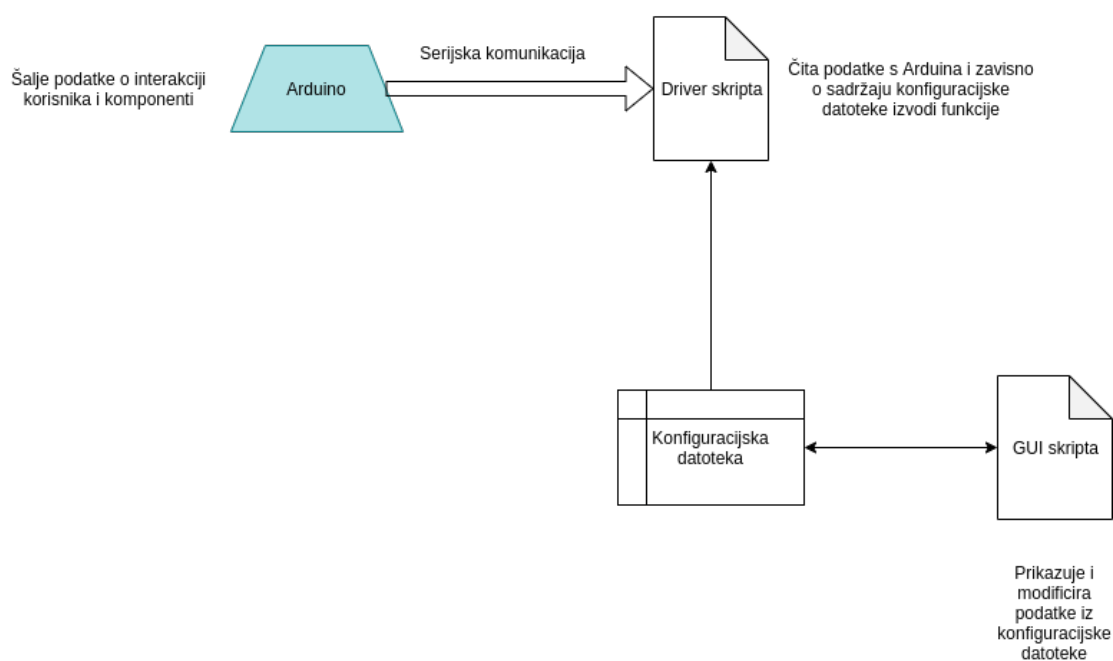 Serijska komunikacija
Šalje podatke o interakciji
korisnika i komponenti
Arduino
Driver skripta
Čita podatke s Arduina i zavisno
o sadržaju konfiguracijske
datoteke izvodi funkcije
Konfiguracijska
datoteka
GUI skripta
Prikazuje i
modificira
podatke iz
konfiguracijske
datoteke